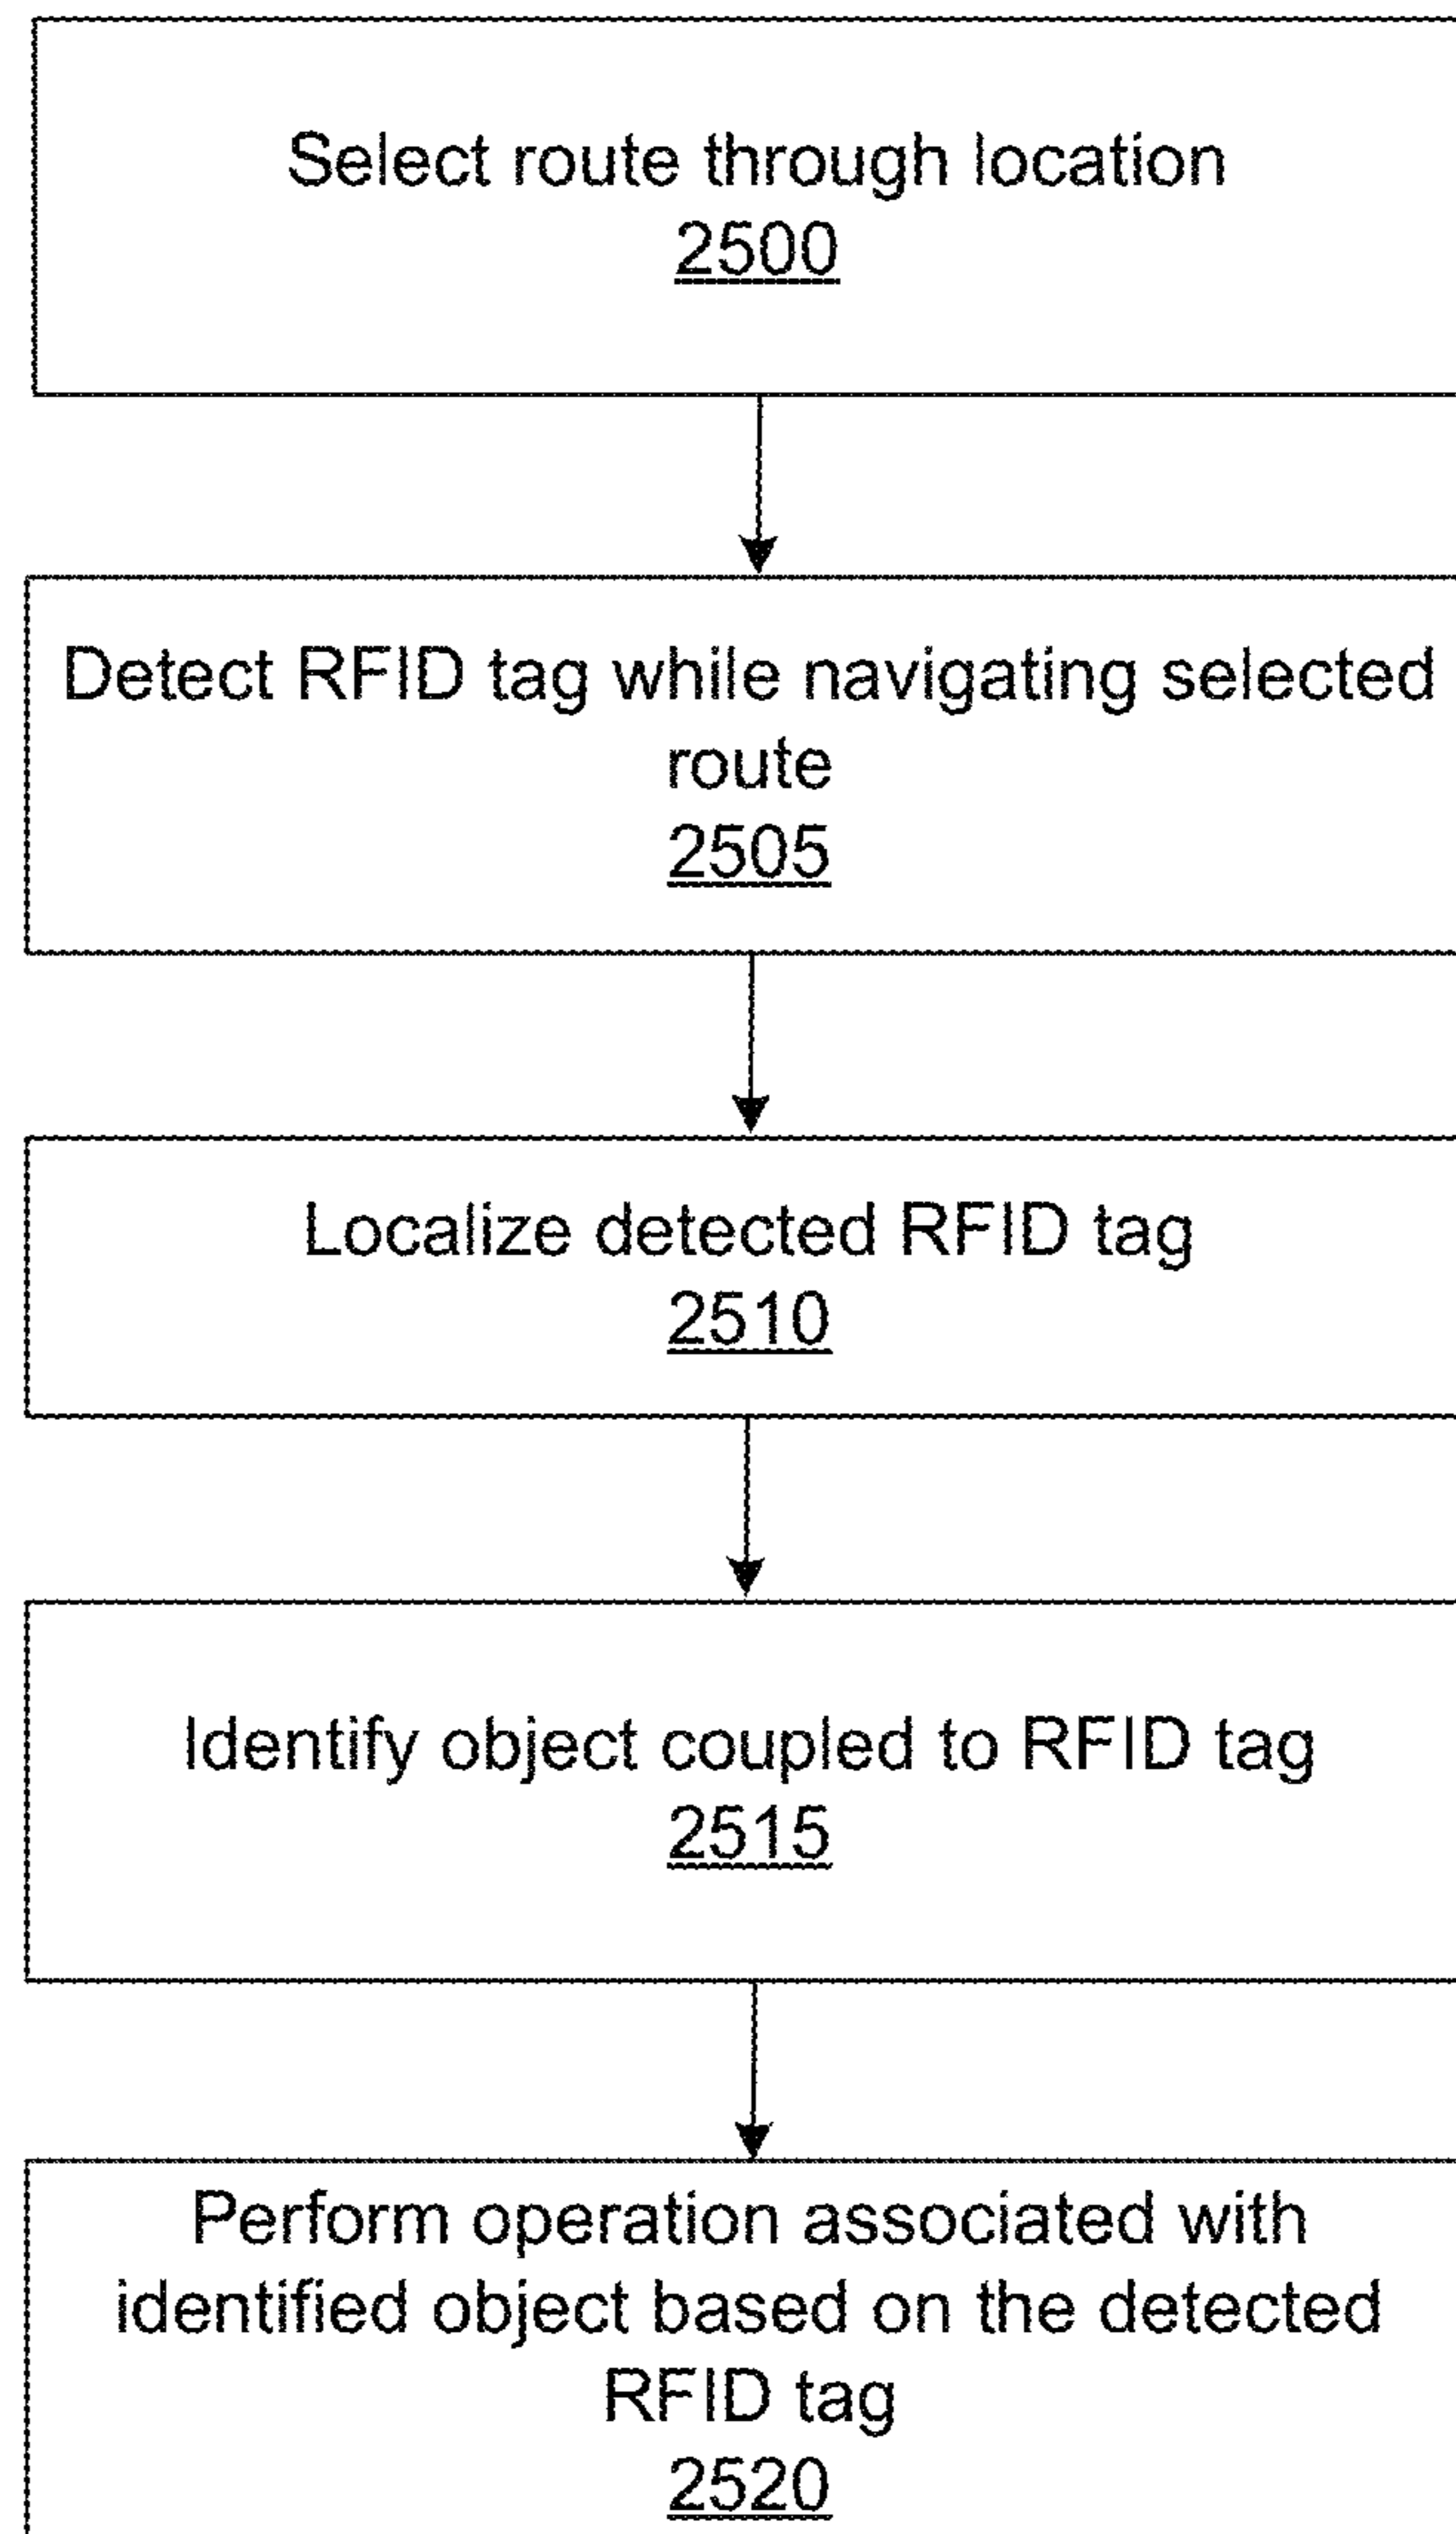 Select route through location
2500
Detect RFID tag while navigating selected
route
2505
Localize detected RFID tag
2510
Identify object coupled to RFID tag
2515
Perform operation associated with
identified object based on the detected
RFID tag
2520